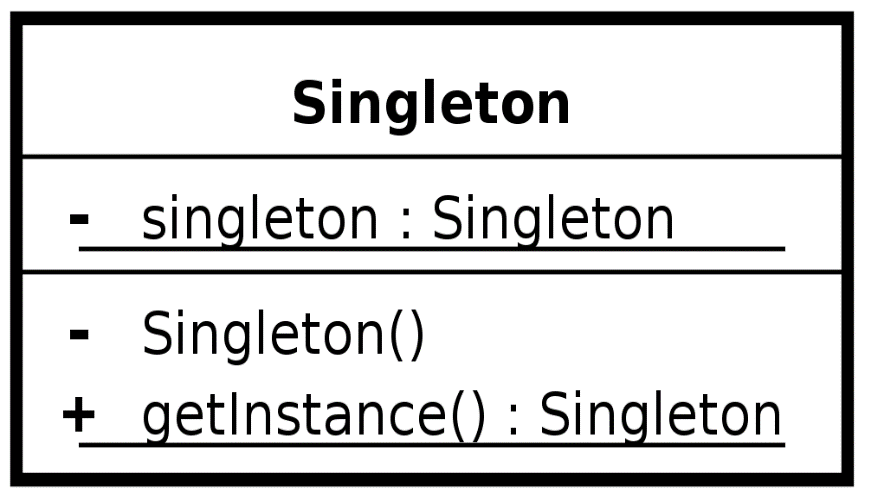 Singleton
- singleton : Singleton
- Singleton()
+ getInstance() : Singleton